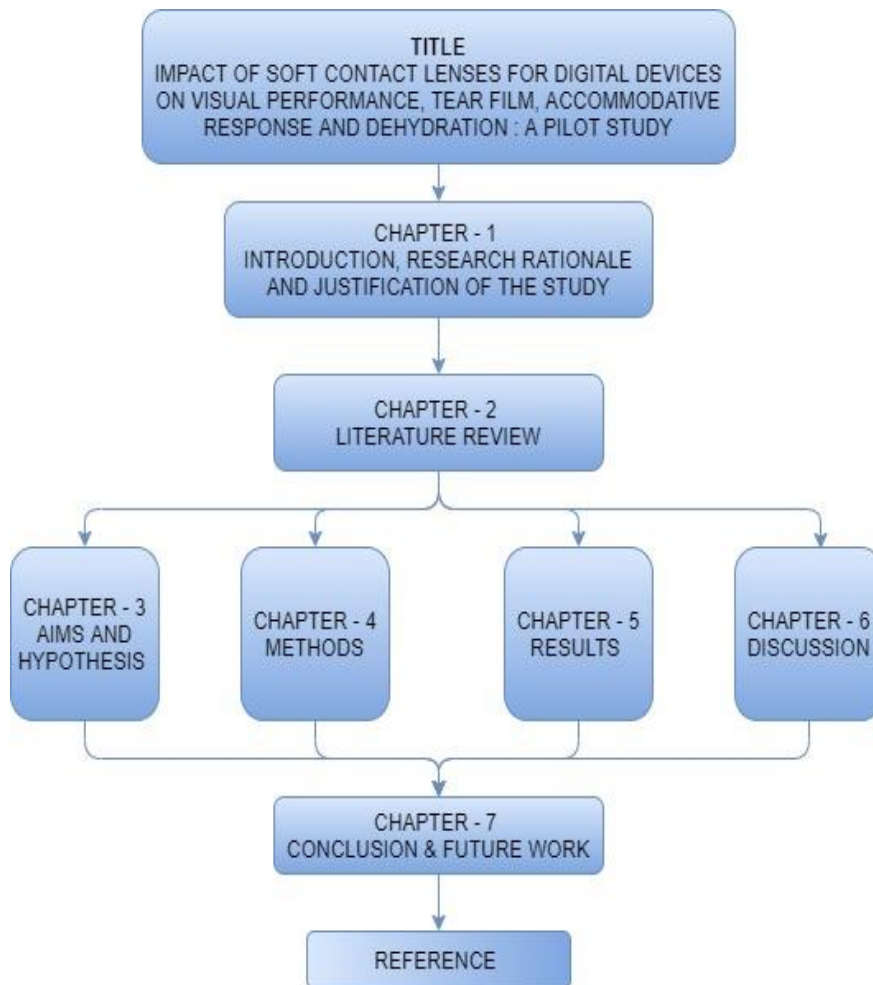 TITLE
IMPACT OF SOFT CONTACT LENSES FOR DIGITAL DEVICES
ON VISUAL PERFORMANCE, TEAR FILM, ACCOMMODATIVE
RESPONSE AND DEHYDRATION : A PILOT STUDY
CHAPTER - 1
INTRODUCTION, RESEARCH RATIONALE
AND JUSTIFICATION OF THE STUDY
CHAPTER - 2
LITERATURE REVIEW
CHAPTER - 3
AIMS AND
HYPOTHESIS
CHAPTER - 4
METHODS
CHAPTER - 5
RESULTS
CHAPTER - 6
DISCUSSION
CHAPTER - 7
CONCLUSION & FUTURE WORK
REFERENCE